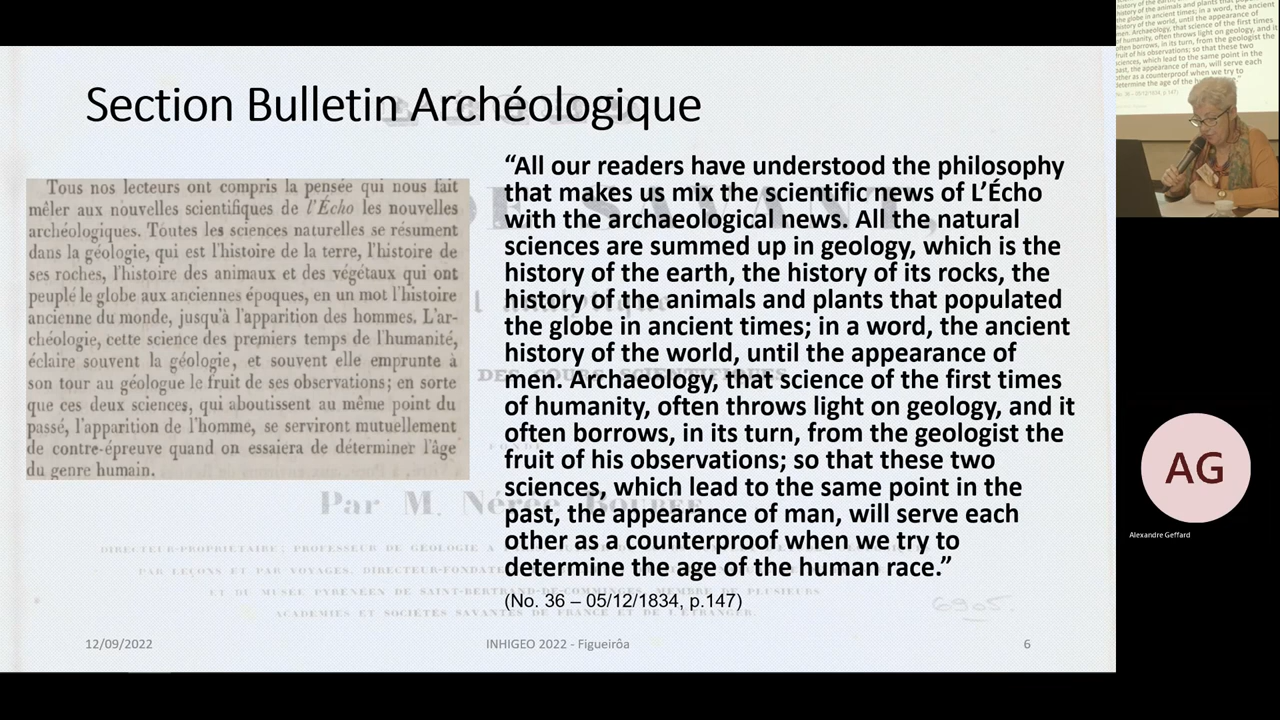 Section Bulletin Archéologique
Tous nos lecteurs ont compris la pensée qui nous fait
mêler aux nouvelles scientifiques de l'Écho les nouvelles
archéologiques. Toutes les sciences naturelles se résument
dans la géologie, qui est l'histoire de la terre, l'histoire de
ses roches, l'histoire des animaux et des végétaux qui ont
peuplé le globe aux anciennes époques, en un mot l'histoire
ancienne du monde, jusqu'à l'apparition des hommes. L'ar-
chéologie, cette science des premiers temps de l'humanité,
éclaire souvent la géologie, et souvent elle emprunte à
son tour au géologue le fruit de ses observations; en sorte
que ces deux sciences, qui aboutissent au même point du
passé, l'apparition de l'homme, se serviront mutuellement
de contre-épreuve quand on essaiera de déterminer l'âge
du genre humain.
“All our readers have understood the philosophy
that makes us mix the scientific news of L’Écho
with the archaeological news. All the natural
sciences are summed up in geology, which is the
history of the earth, the history of its rocks, the
history of the animals and plants that populated
the globe in ancient times; in a word, the ancient
history of the world, until the appearance of
men. Archaeology, that science of the first times
of humanity, often throws light on geology, and it
often borrows, in its turn, from the geologist the
fruit of his observations; so that these two
sciences, which lead to the same point in the
past, the appearance of man, will serve each
other as a counterproof when we try to
determine the age of the human race.”
(No. 36 – 05/12/1834, p.147)
Par M. Nérée Boubée
12/09/2022
INHIGEO 2022 - Figueirôa
6
AG
Alexandre Geffard